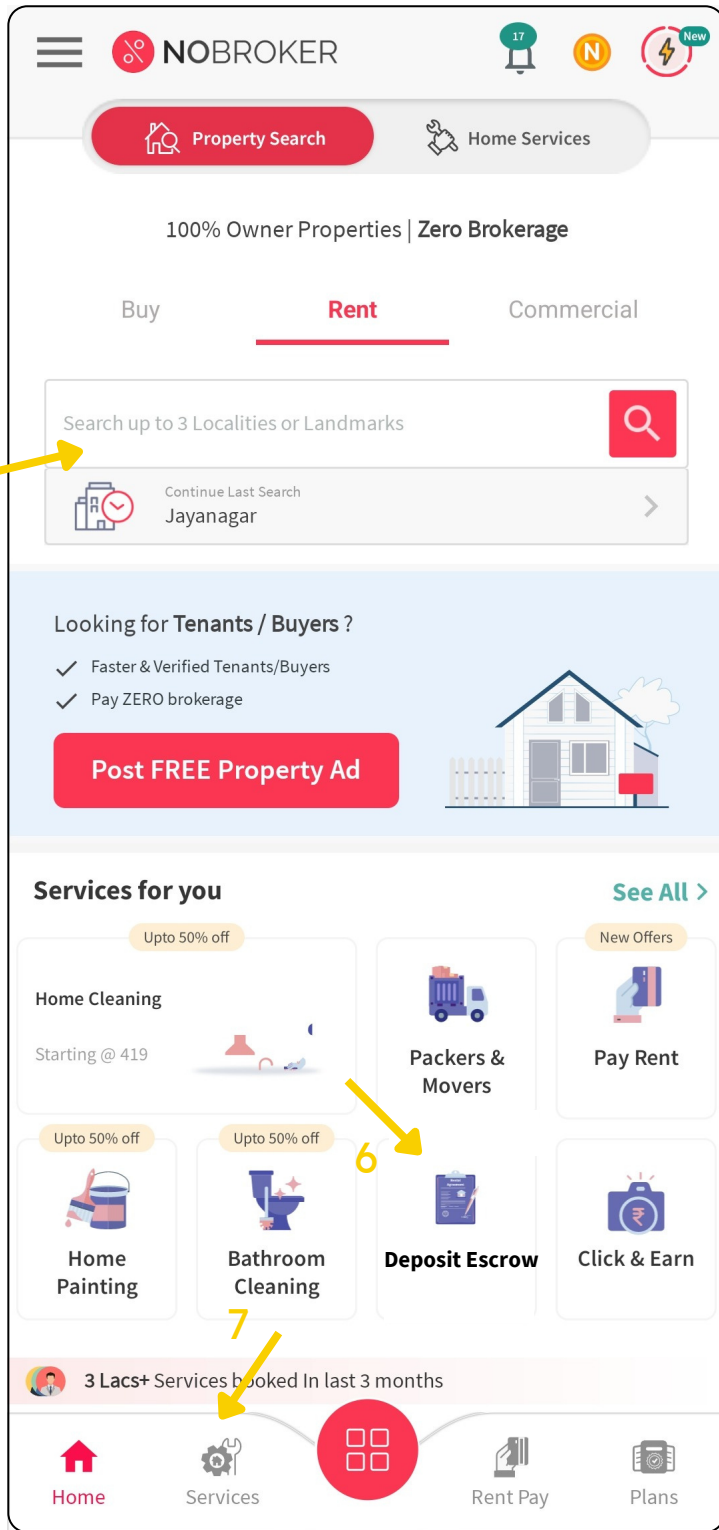 17
N
New
NOBROKER
Property Search
Home Services
100% Owner Properties | Zero Brokerage
Buy
Rent
Commercial
Search up to 3 Localities or Landmarks
Continue Last Search
Jayanagar
Looking for Tenants / Buyers ?
Faster & Verified Tenants/Buyers
Pay ZERO brokerage
Post FREE Property Ad
Services for you
See All >
Upto 50% off
New Offers
Home Cleaning
Starting @ 419
Packers &
Movers
Pay Rent
Upto 50% off
Upto 50% off
6
₹
Home
Painting
Bathroom
Cleaning
Deposit Escrow
Click & Earn
7
3 Lacs+ Services booked In last 3 months
Home
Services
Rent Pay
Plans